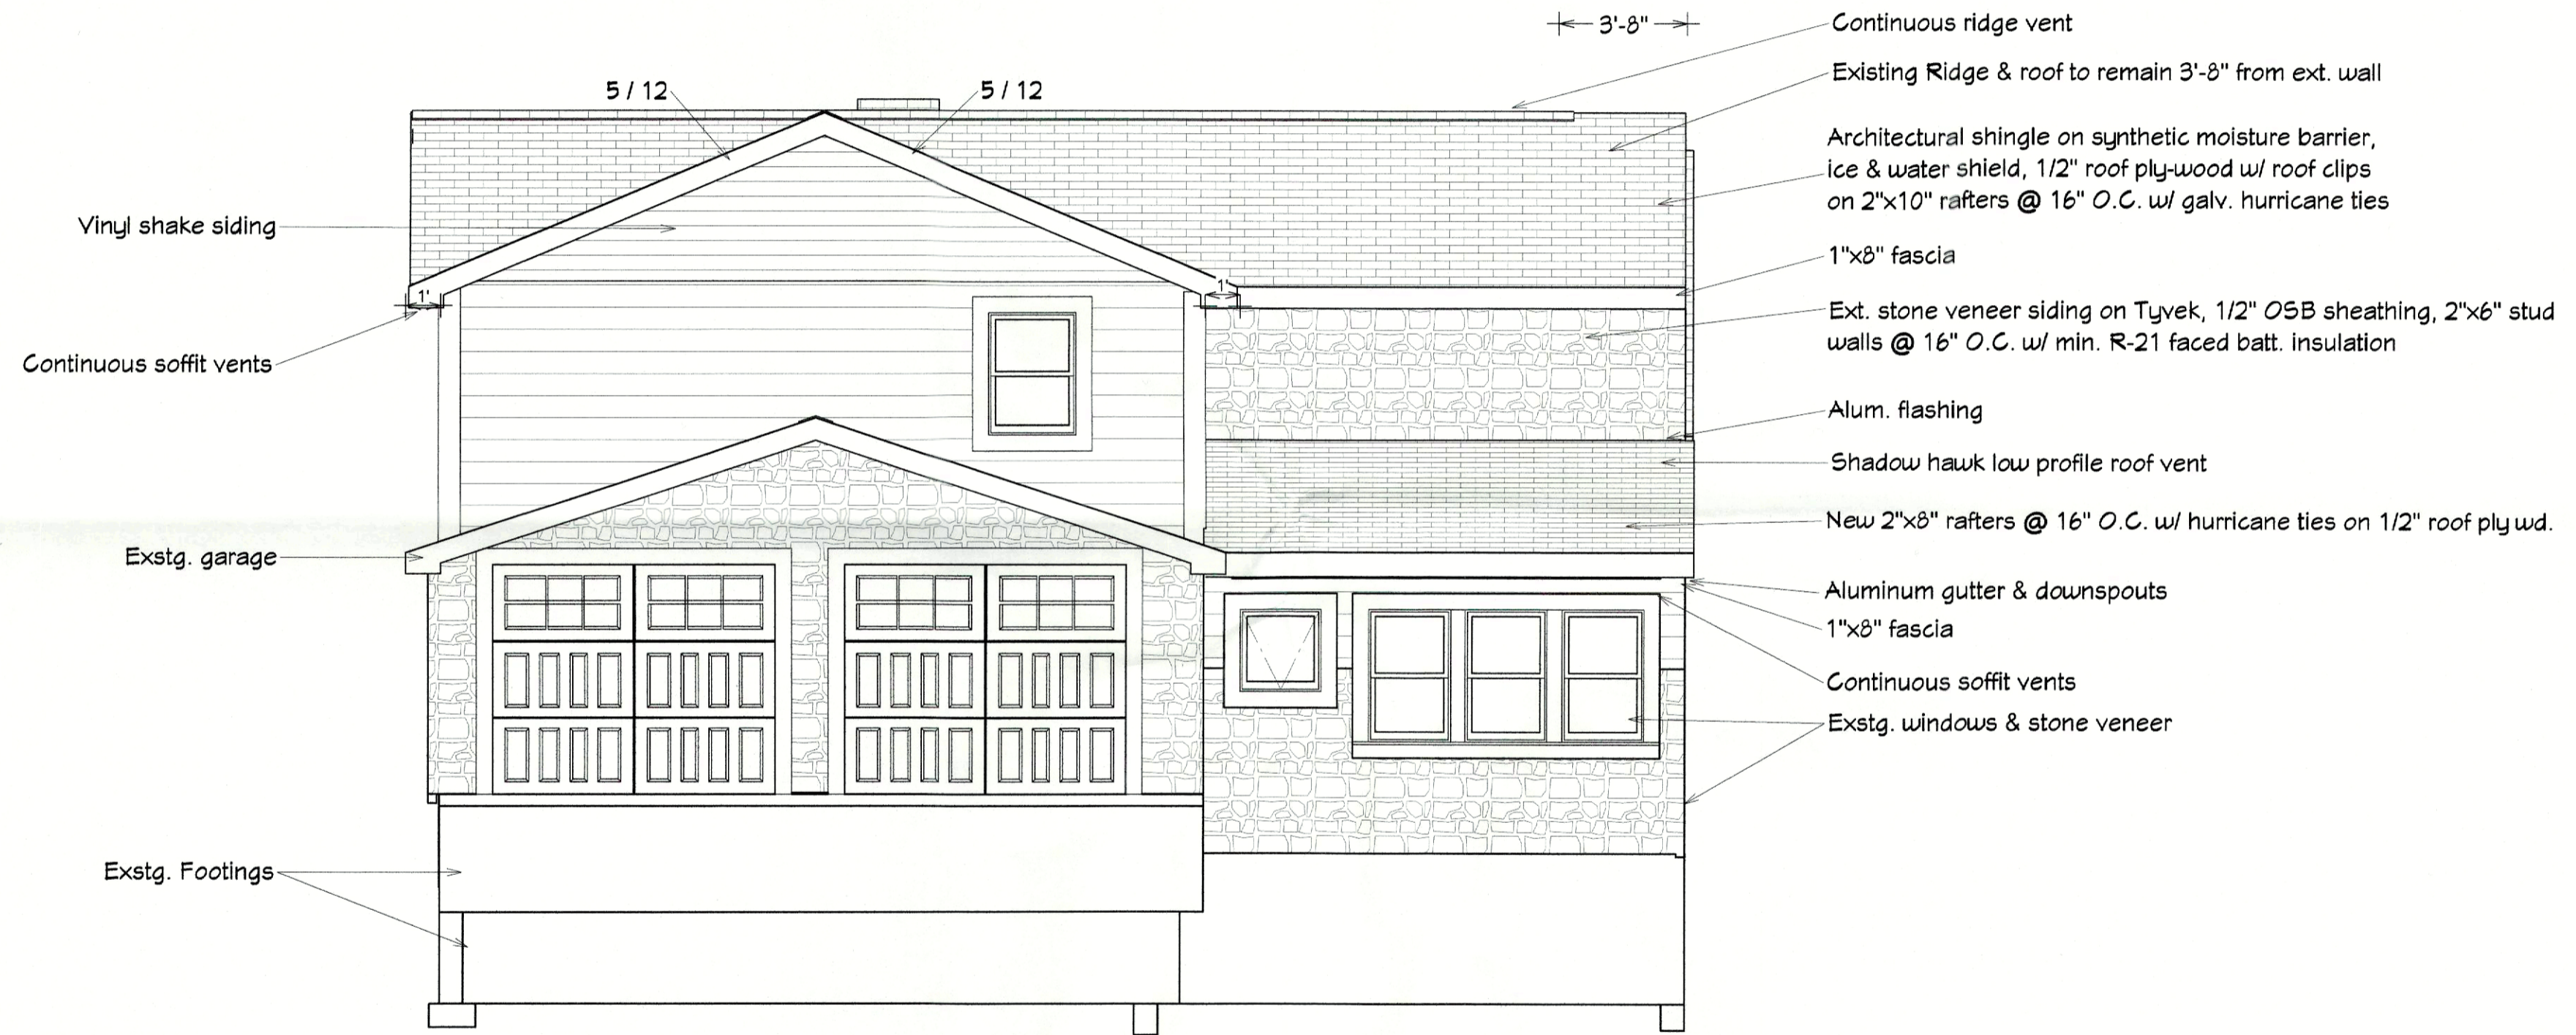 3'-8"
Continuous ridge vent
Existing Ridge & roof to remain 3'-8" from ext. wall
5 / 12
5 / 12
Architectural shingle on synthetic moisture barrier,
ice & water shield, 1/2" roof ply-wood w/ roof clips
on 2"x10" rafters @ 16" O.C. w/ galv. hurricane ties
Vinyl shake siding
1"x8" fascia
1'
1'
Ext. stone veneer siding on Tyvek, 1/2" OSB sheathing, 2"x6" stud
walls @ 16" O.C. w/ min. R-21 faced batt. insulation
Continuous soffit vents
Alum. flashing
Shadow hawk low profile roof vent
New 2"x8" rafters @ 16" O.C. w/ hurricane ties on 1/2" roof ply wd.
Exstg. garage
Aluminum gutter & downspouts
1"x8" fascia
Continuous soffit vents
Exstg. windows & stone veneer
Exstg. Footings